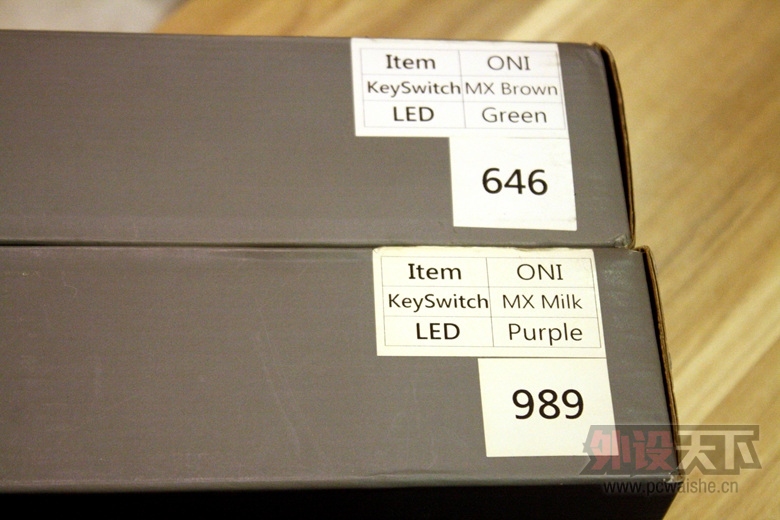 Item ONI
KeySwitch MX Brown
LED Green
646
Item ONI
KeySwitch MX Milk
LED Purple
989
外设天下
www.pcwaishe.cn